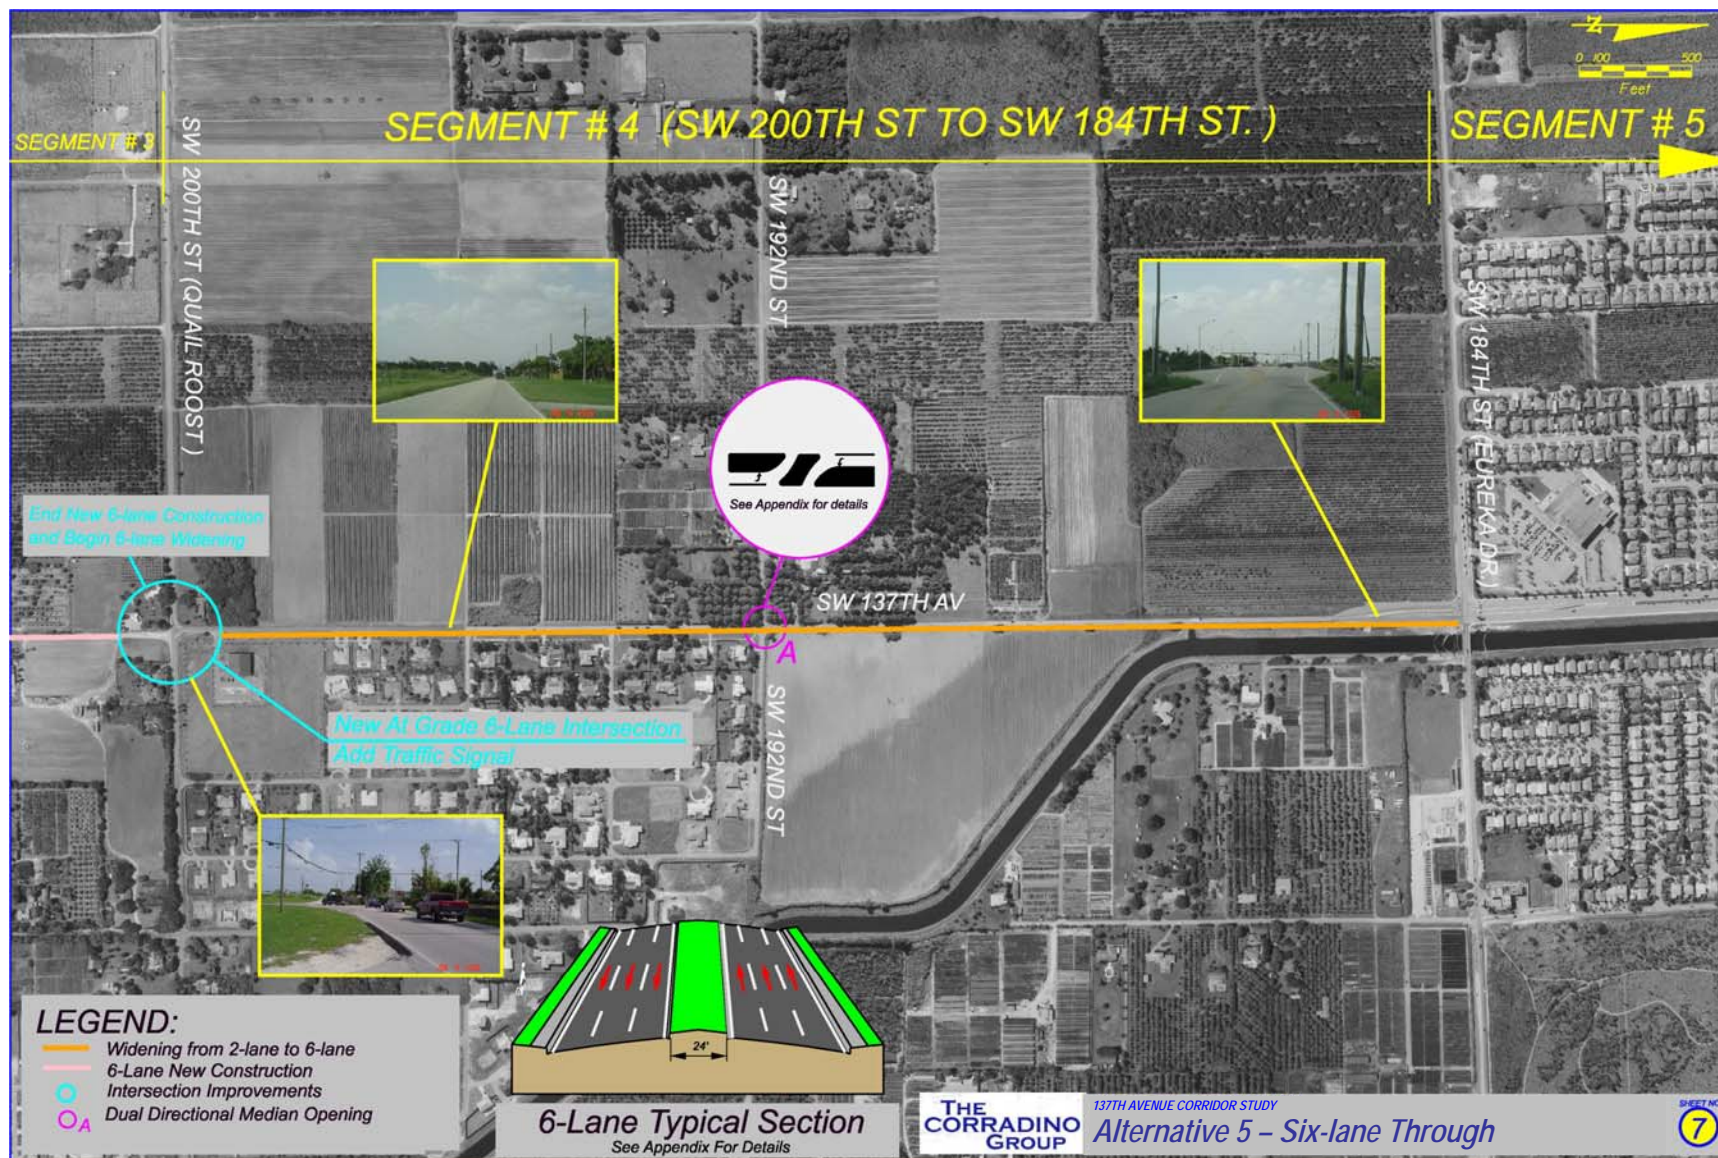 N
0 100 500
Feet
SEGMENT # 3
SEGMENT # 4 (SW 200TH ST TO SW 184TH ST. )
SEGMENT # 5
SW 200TH ST (QUAIL ROOST)
SW 192ND ST
SW 184TH ST (EUREKA DR)
See Appendix for details
End New 6-lane Construction
and Begin 6-lane Widening
SW 137TH AV
A
New At Grade 6-Lane Intersection
Add Traffic Signal
SW 192ND ST
24'
LEGEND:
Widening from 2-lane to 6-lane
6-Lane New Construction
Intersection Improvements
A Dual Directional Median Opening
6-Lane Typical Section
See Appendix For Details
THE
CORRADINO
GROUP
137TH AVENUE CORRIDOR STUDY
Alternative 5 – Six-lane Through
SHEET NO
7